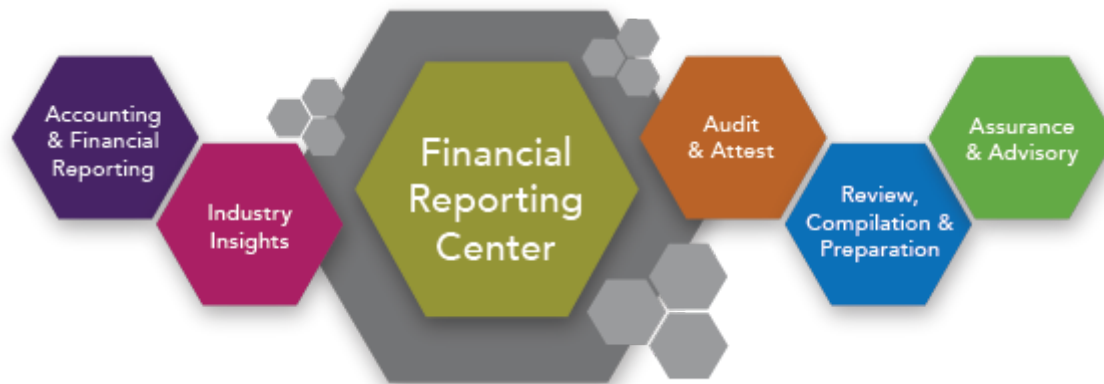 Accounting
& Financial
Reporting
Industry
Insights
Financial
Reporting
Center
Audit
& Attest
Review,
Compilation &
Preparation
Assurance
& Advisory